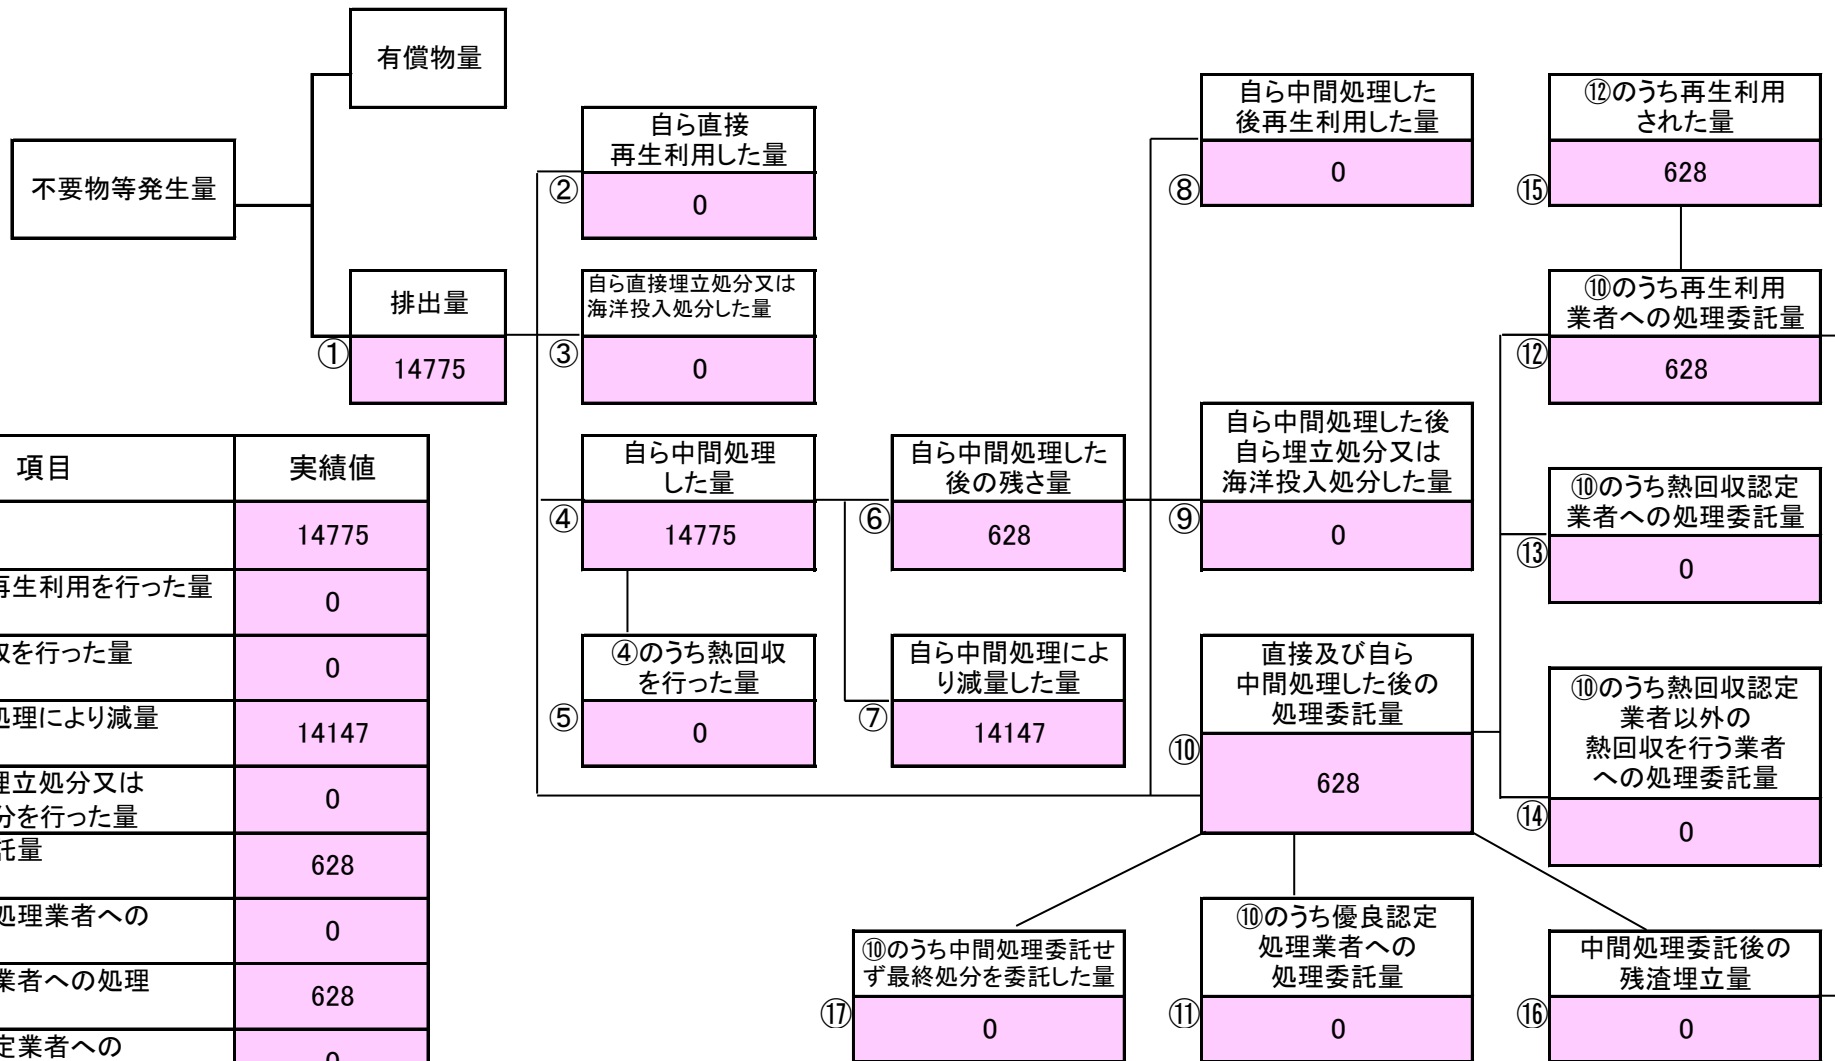 有償物量
不要物等発生量
排出量
①
14775
自ら直接
再生利用した量
②
0
自ら直接埋立処分又は
海洋投入処分した量
③
0
自ら中間処理
した量
④
14775
④のうち熱回収
を行った量
⑤
0
自ら中間処理した
後の残さ量
⑥
628
自ら中間処理によ
り減量した量
⑦
14147
自ら中間処理した
後再生利用した量
⑧
0
自ら中間処理した後
自ら埋立処分又は
海洋投入処分した量
⑨
0
直接及び自ら
中間処理した後の
処理委託量
⑩
628
⑫のうち再生利用
された量
⑮
628
⑩のうち再生利用
業者への処理委託量
⑫
628
⑩のうち熱回収認定
業者への処理委託量
⑬
0
⑩のうち熱回収認定
業者以外の
熱回収を行う業者
への処理委託量
⑭
0
⑩のうち中間処理委託せ
ず最終処分を委託した量
⑰
0
⑩のうち優良認定
処理業者への
処理委託量
⑪
0
中間処理委託後の
残渣埋立量
⑯
0
項目 実績値
14775
再生利用を行った量 0
を行った量 0
処理により減量 14147
埋立処分又は
分を行った量 0
託量 628
処理業者への 0
業者への処理 628
定業者への 0